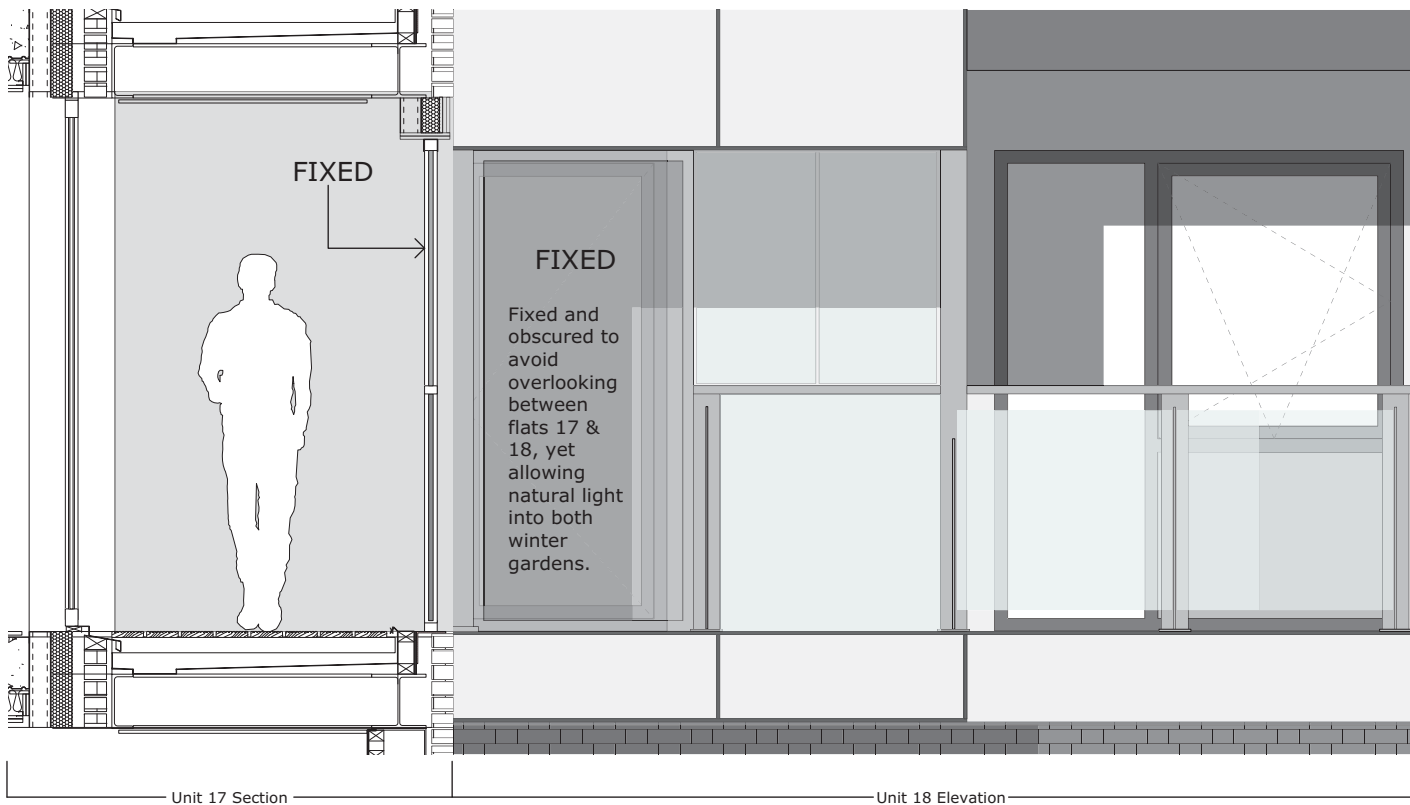 FIXED
FIXED
Fixed and
obscured to
avoid
overlooking
between
flats 17 &
18, yet
allowing
natural light
into both
winter
gardens.
Unit 17 Section
Unit 18 Elevation